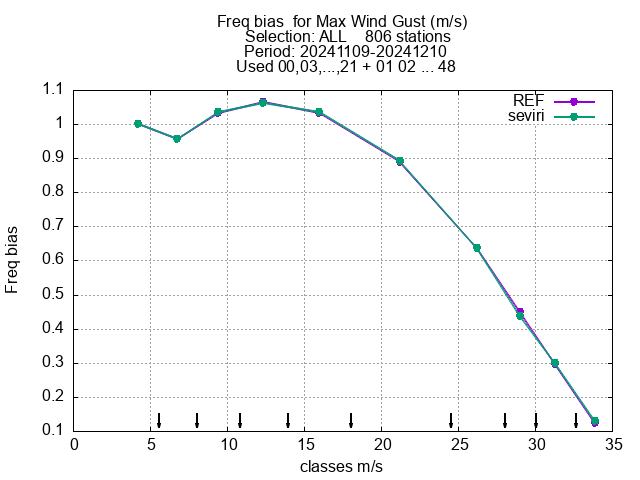 Freq bias  for Max Wind Gust (m/s)
Selection: ALL    806 stations
Period: 20241109-20241210
Used 00,03,...,21 + 01 02 ... 48
REF
seviri
1.1
1
0.9
0.8
0.7
0.6
0.5
0.4
0.3
0.2
0.1
Freq bias
0 5 10 15 20 25 30 35
classes m/s